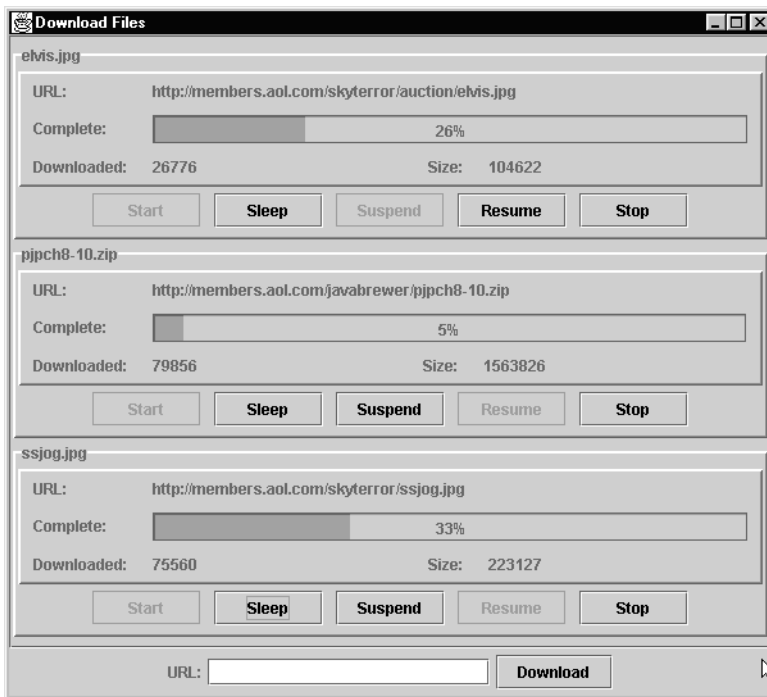 Download Files
elvis.jpg
URL: http://members.aol.com/skyterror/auction/elvis.jpg
Complete: 26%
Downloaded: 26776 Size: 104622
Start Sleep Suspend Resume Stop
pjpch8-10.zip
URL: http://members.aol.com/javabrewer/pjpch8-10.zip
Complete: 5%
Downloaded: 79856 Size: 1563826
Start Sleep Suspend Resume Stop
ssjog.jpg
URL: http://members.aol.com/skyterror/ssjog.jpg
Complete: 33%
Downloaded: 75560 Size: 223127
Start Sleep Suspend Resume Stop
URL: Download